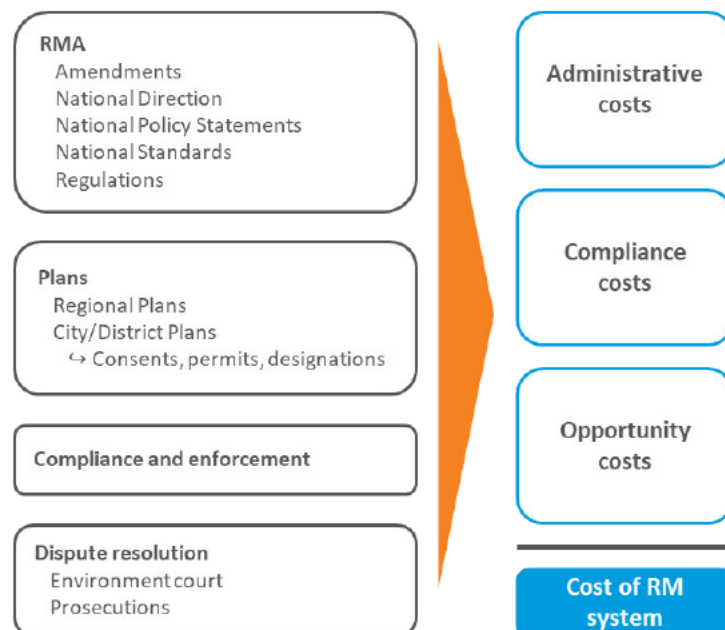 RMA
Amendments
National Direction
National Policy Statements
National Standards
Regulations
Plans
Regional Plans
City/District Plans
↪ Consents, permits, designations
Compliance and enforcement
Dispute resolution
Environment court
Prosecutions
Administrative
costs
Compliance
costs
Opportunity
costs
Cost of RM
system